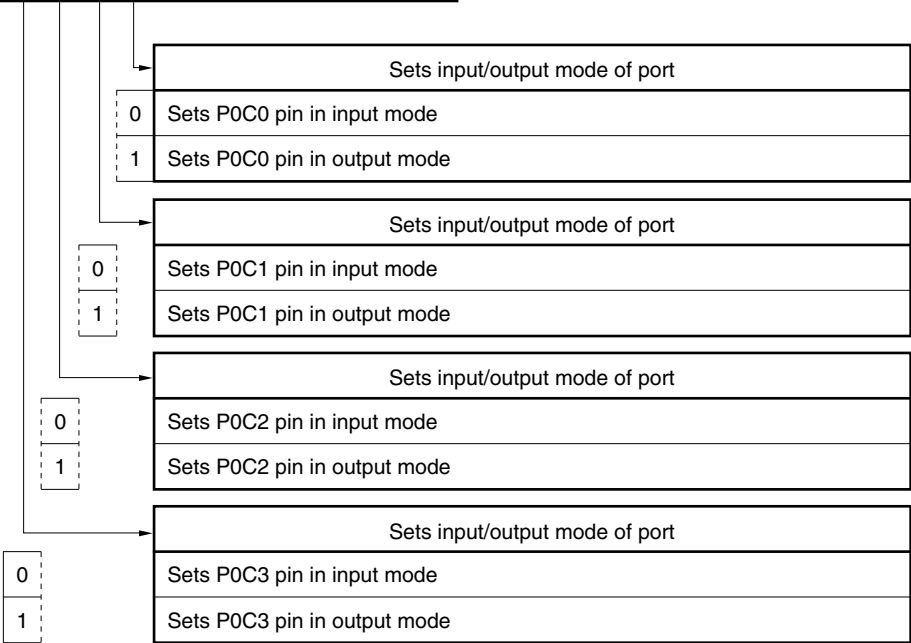 Sets input/output mode of port
0 Sets P0C0 pin in input mode
1 Sets P0C0 pin in output mode
Sets input/output mode of port
0 Sets P0C1 pin in input mode
1 Sets P0C1 pin in output mode
Sets input/output mode of port
0 Sets P0C2 pin in input mode
1 Sets P0C2 pin in output mode
Sets input/output mode of port
0 Sets P0C3 pin in input mode
1 Sets P0C3 pin in output mode